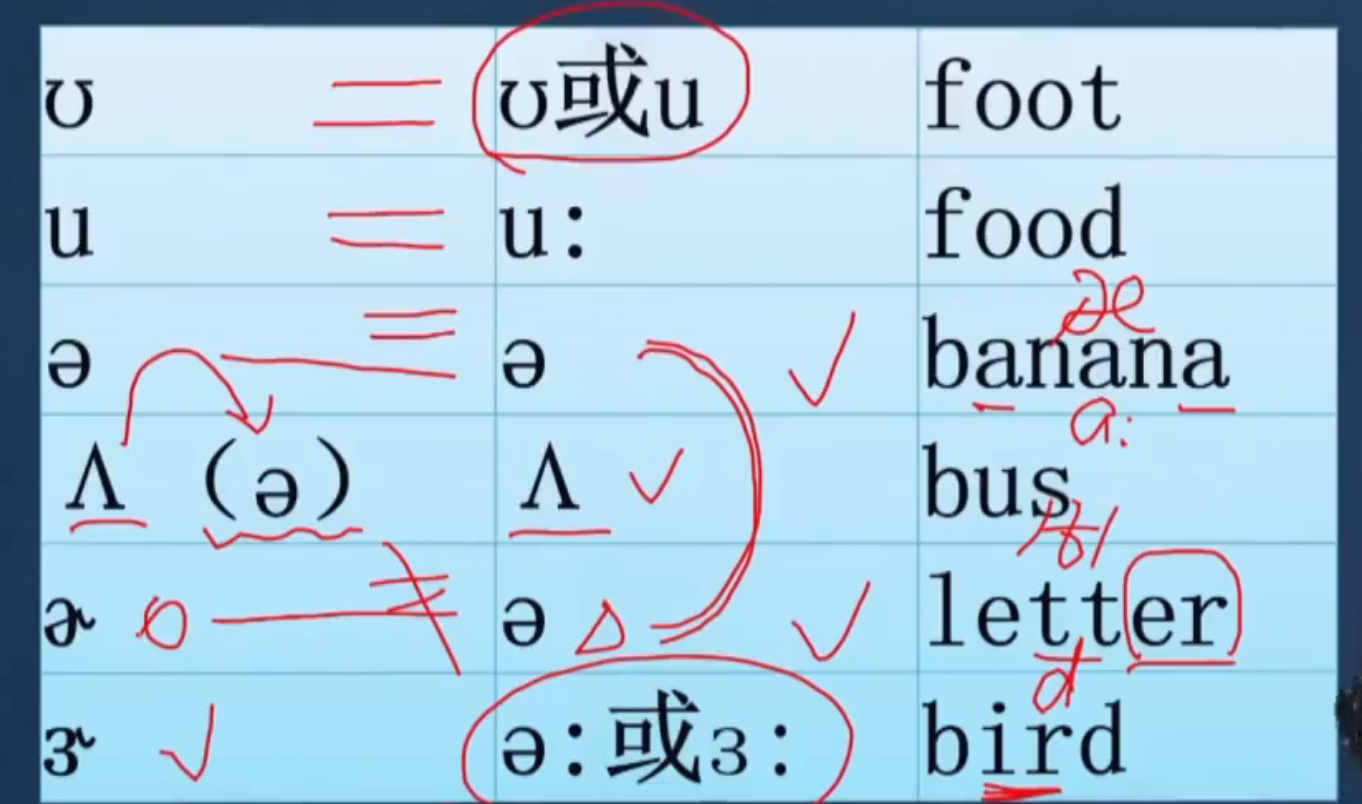 ʊ ʊ或u foot
u u: food
æ
ə ə banana
a:
Λ (ə) Λ bus
ɚ ə letter
d
ɝ ə:或ɜ: bird